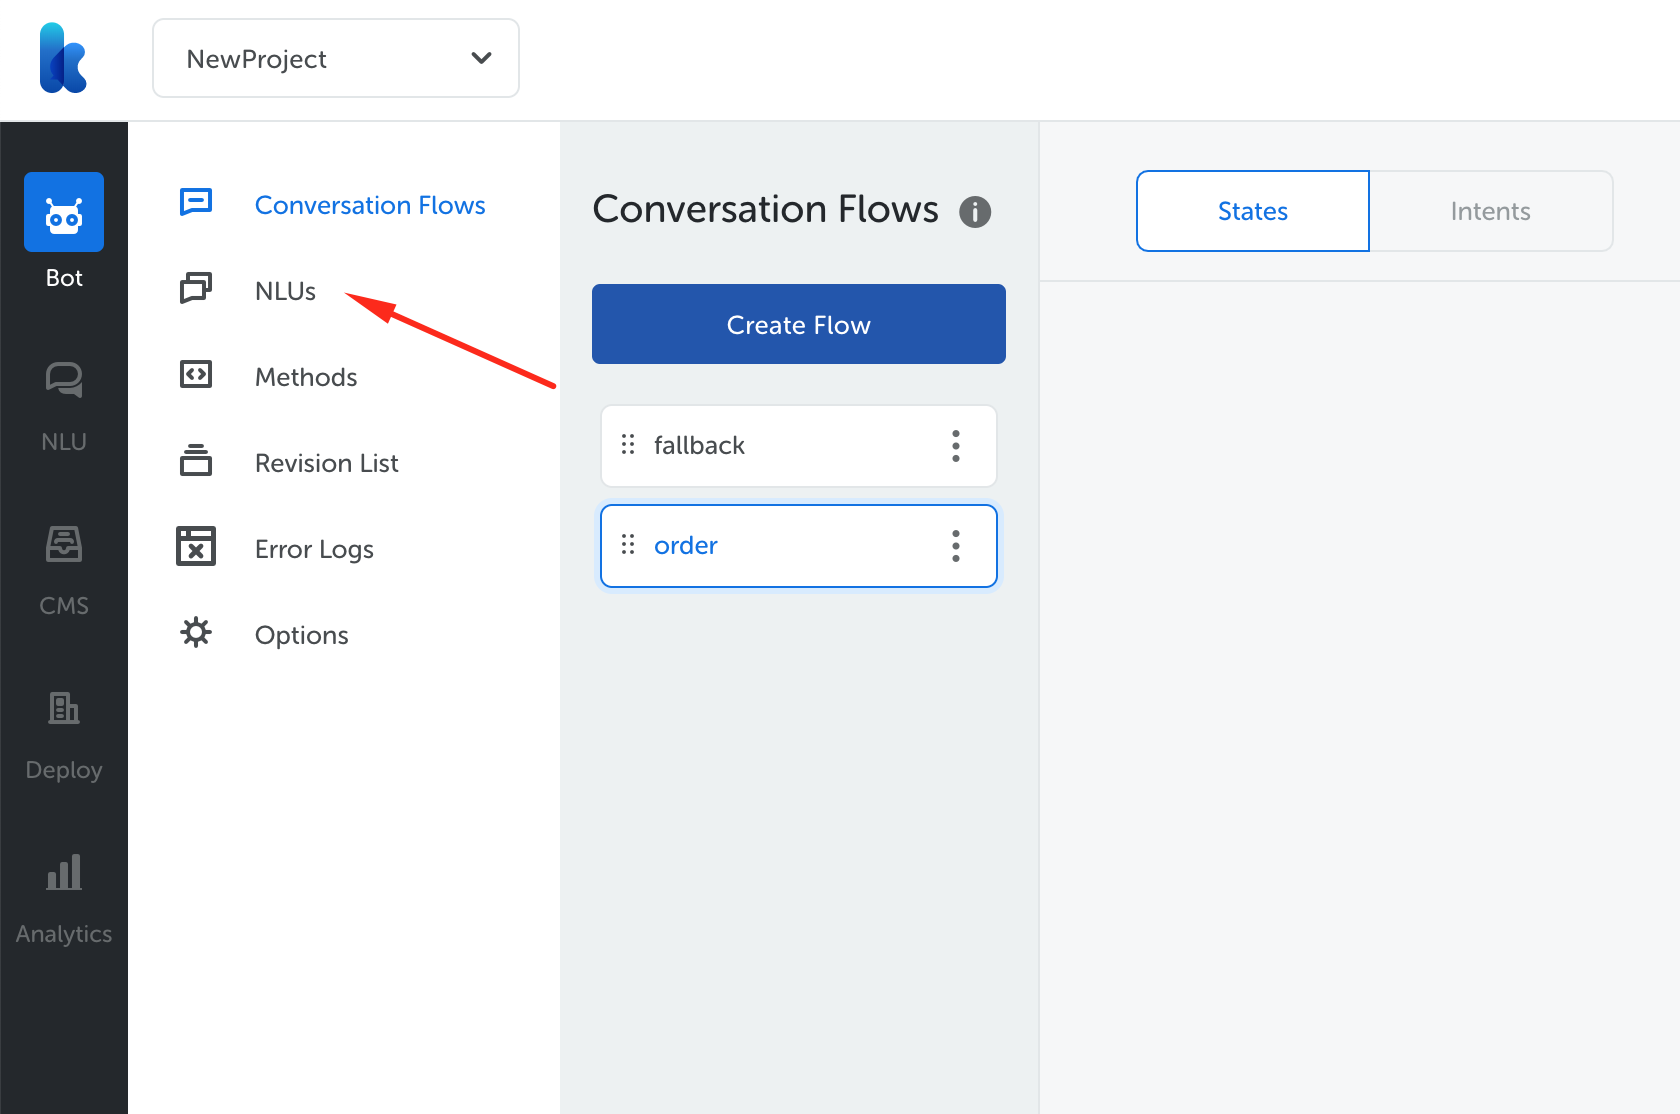 NewProject
Bot
NLU
CMS
Deploy
Analytics
Conversation Flows
NLUs
Methods
Revision List
Error Logs
Options
Conversation Flows
Create Flow
fallback
order
States
Intents